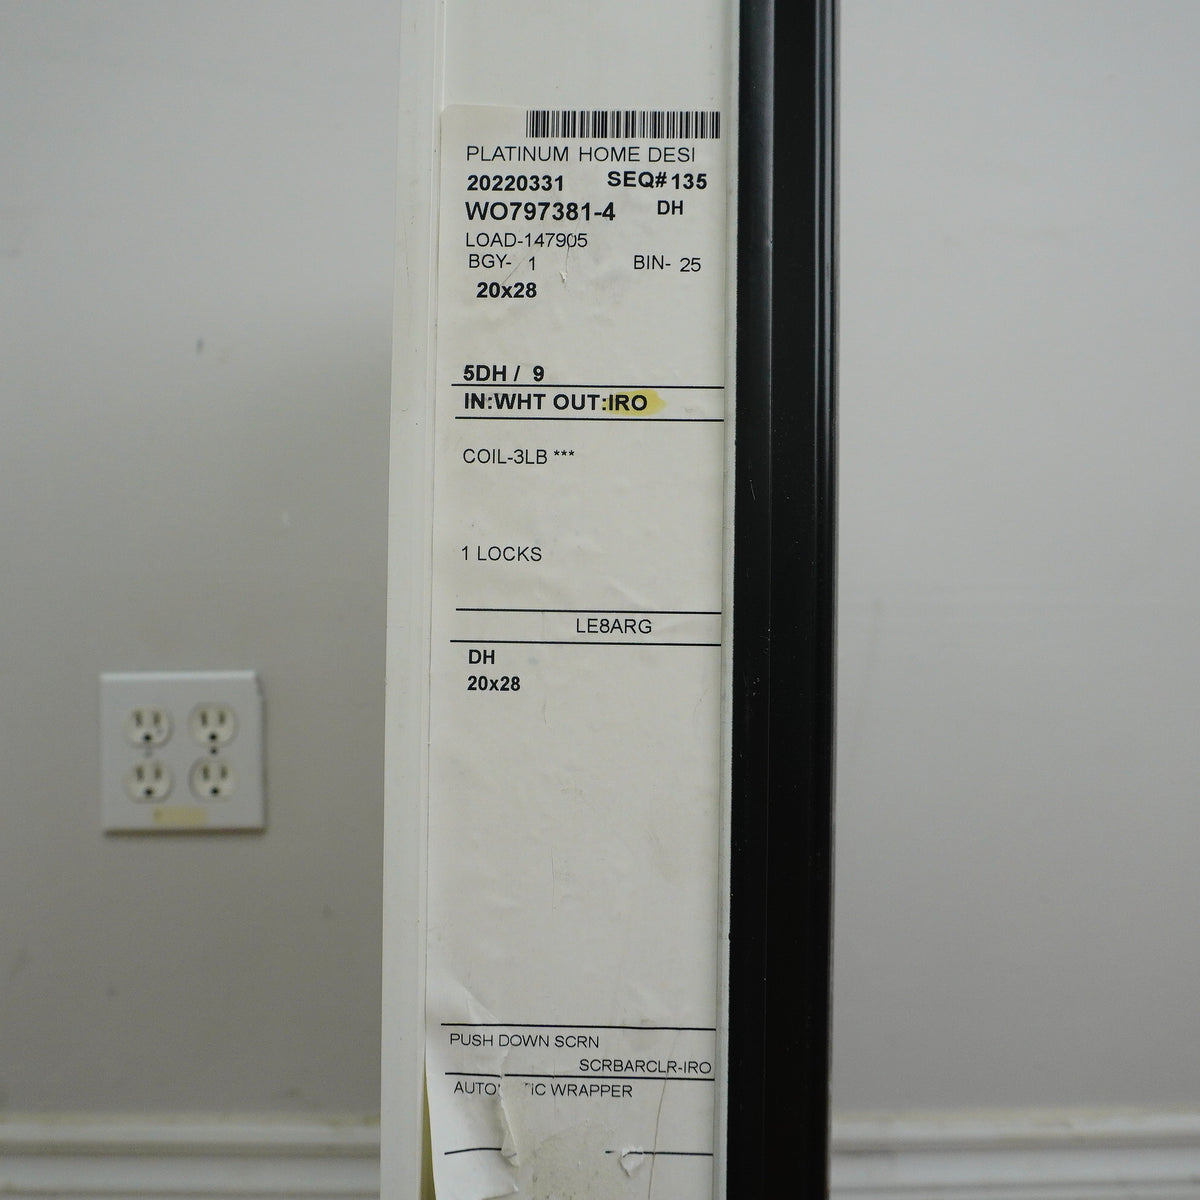 PLATINUM HOME DESI
20220331 SEQ# 135
WO797381-4 DH
LOAD-147905
BGY- 1 BIN- 25
20x28
5DH / 9
IN:WHT OUT:IRO
COIL-3LB ***
1 LOCKS
LE8ARG
DH
20x28
PUSH DOWN SCRN
SCRBARCLR-IRO
WRAPPER